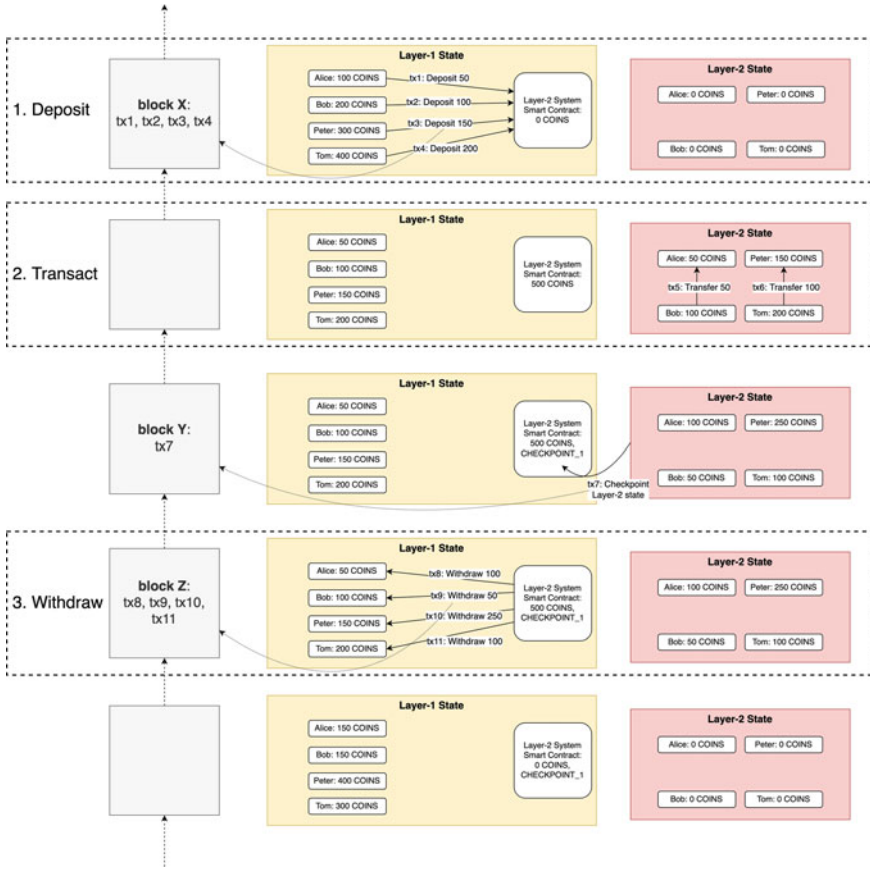 1. Deposit
block X:
tx1, tx2, tx3, tx4
Layer-1 State
Alice: 100 COINS
Bob: 200 COINS
Peter: 300 COINS
Tom: 400 COINS
tx1: Deposit 50
tx2: Deposit 100
tx3: Deposit 150
tx4: Deposit 200
Layer-2 System
Smart Contract:
0 COINS
Layer-2 State
Alice: 0 COINS
Peter: 0 COINS
Bob: 0 COINS
Tom: 0 COINS
2. Transact
Layer-1 State
Alice: 50 COINS
Bob: 100 COINS
Peter: 150 COINS
Tom: 200 COINS
Layer-2 System
Smart Contract:
500 COINS
Layer-2 State
Alice: 50 COINS
Peter: 150 COINS
tx5: Transfer 50
tx6: Transfer 100
Bob: 100 COINS
Tom: 200 COINS
block Y:
tx7
Layer-1 State
Alice: 50 COINS
Bob: 100 COINS
Peter: 150 COINS
Tom: 200 COINS
Layer-2 System
Smart Contract:
500 COINS,
CHECKPOINT_1
tx7: Checkpoint
Layer-2 state
Layer-2 State
Alice: 100 COINS
Peter: 250 COINS
Bob: 50 COINS
Tom: 100 COINS
3. Withdraw
block Z:
tx8, tx9, tx10,
tx11
Layer-1 State
Alice: 50 COINS
Bob: 100 COINS
Peter: 150 COINS
Tom: 200 COINS
tx8: Withdraw 100
tx9: Withdraw 50
tx10: Withdraw 250
tx11: Withdraw 100
Layer-2 System
Smart Contract:
500 COINS,
CHECKPOINT_1
Layer-2 State
Alice: 100 COINS
Peter: 250 COINS
Bob: 50 COINS
Tom: 100 COINS
Layer-1 State
Alice: 150 COINS
Bob: 150 COINS
Peter: 400 COINS
Tom: 300 COINS
Layer-2 System
Smart Contract:
0 COINS,
CHECKPOINT_1
Layer-2 State
Alice: 0 COINS
Peter: 0 COINS
Bob: 0 COINS
Tom: 0 COINS